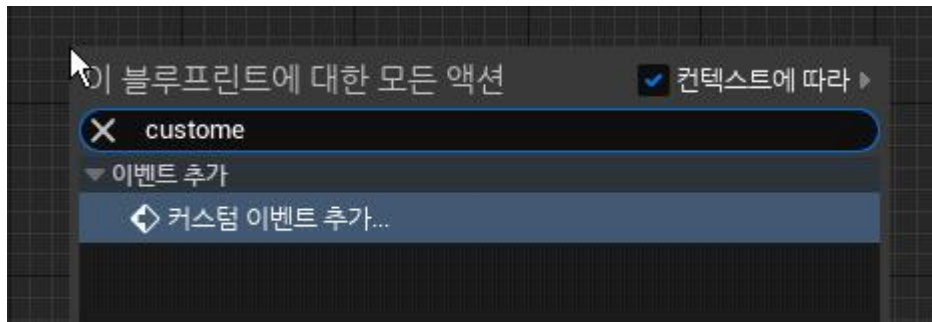 이 블루프린트에 대한 모든 액션 컨텍스트에 따라
custome
이벤트 추가
커스텀 이벤트 추가...